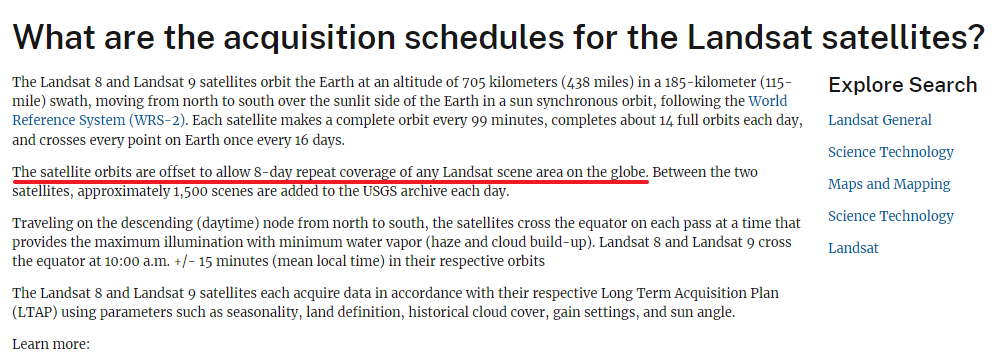 What are the acquisition schedules for the Landsat satellites?
The Landsat 8 and Landsat 9 satellites orbit the Earth at an altitude of 705 kilometers (438 miles) in a 185-kilometer (115-
mile) swath, moving from north to south over the sunlit side of the Earth in a sun synchronous orbit, following the World
Reference System (WRS-2). Each satellite makes a complete orbit every 99 minutes, completes about 14 full orbits each day,
and crosses every point on Earth once every 16 days.
The satellite orbits are offset to allow 8-day repeat coverage of any Landsat scene area on the globe. Between the two
satellites, approximately 1,500 scenes are added to the USGS archive each day.
Traveling on the descending (daytime) node from north to south, the satellites cross the equator on each pass at a time that
provides the maximum illumination with minimum water vapor (haze and cloud build-up). Landsat 8 and Landsat 9 cross
the equator at 10:00 a.m. +/- 15 minutes (mean local time) in their respective orbits
The Landsat 8 and Landsat 9 satellites each acquire data in accordance with their respective Long Term Acquisition Plan
(LTAP) using parameters such as seasonality, land definition, historical cloud cover, gain settings, and sun angle.
Learn more:
Explore Search
Landsat General
Science Technology
Maps and Mapping
Science Technology
Landsat